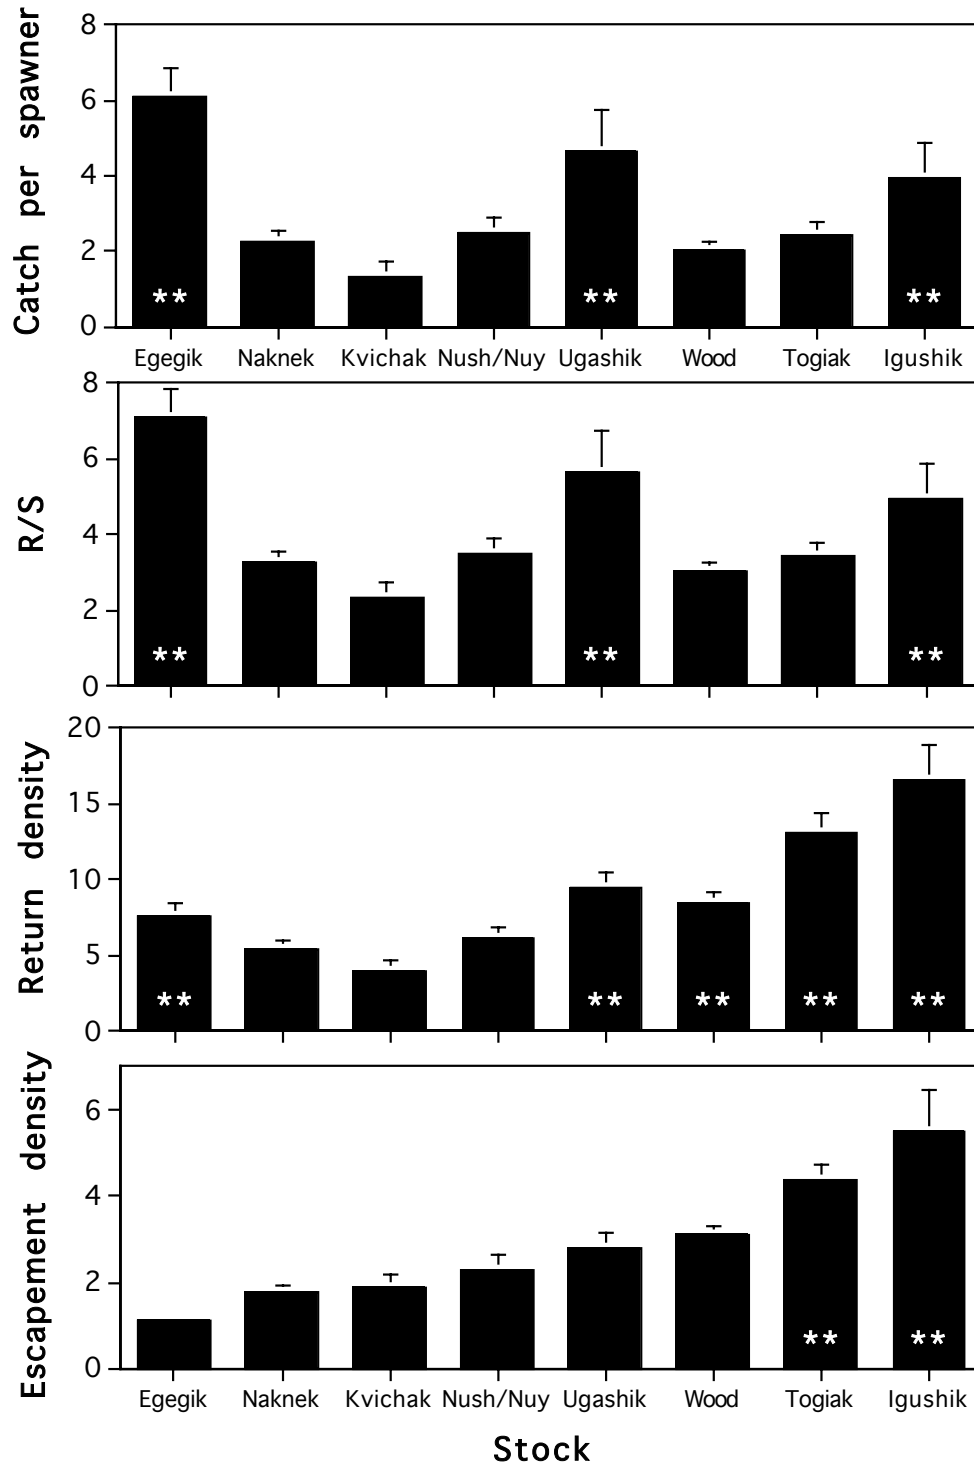 Catch per spawner
8
6
4
2
0
** ** **
Egegik Naknek Kvichak Nush/Nuy Ugashik Wood Togiak Igushik
R/S
8
6
4
2
0
** ** **
Return density
20
15
10
5
0
** ** ** ** **
Escapement density
6
4
2
0
** **
Egegik Naknek Kvichak Nush/Nuy Ugashik Wood Togiak Igushik
Stock